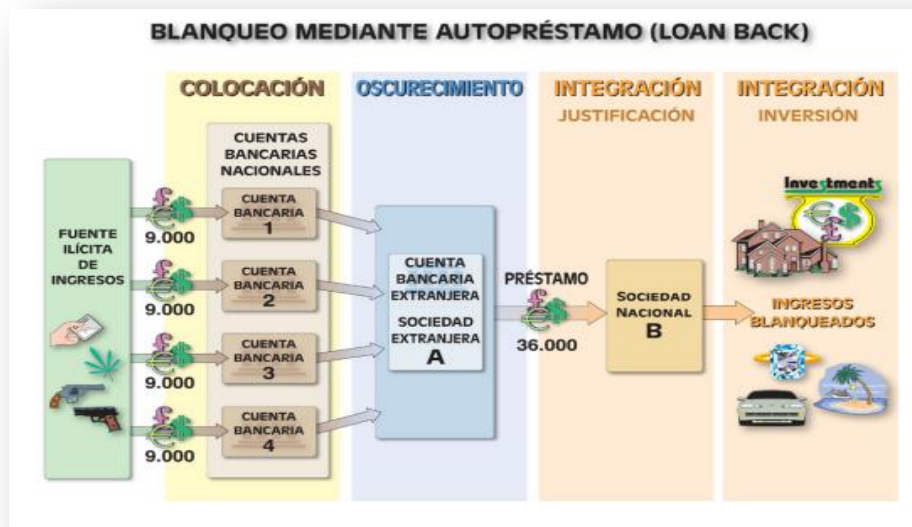 BLANQUEO MEDIANTE AUTOPRÉSTAMO (LOAN BACK)
COLOCACIÓN
OSCURECIMIENTO
INTEGRACIÓN
JUSTIFICACIÓN
INTEGRACIÓN
INVERSIÓN
FUENTE
ILÍCITA
DE
INGRESOS
CUENTAS
BANCARIAS
NACIONALES
£
€$
9.000
CUENTA
BANCARIA
1
£
€$
9.000
CUENTA
BANCARIA
2
£
€$
9.000
CUENTA
BANCARIA
3
£
€$
9.000
CUENTA
BANCARIA
4
CUENTA
BANCARIA
EXTRANJERA
SOCIEDAD
EXTRANJERA
A
PRÉSTAMO
£
€$
36.000
SOCIEDAD
NACIONAL
B
Investments
€$
£
INGRESOS
BLANQUEADOS